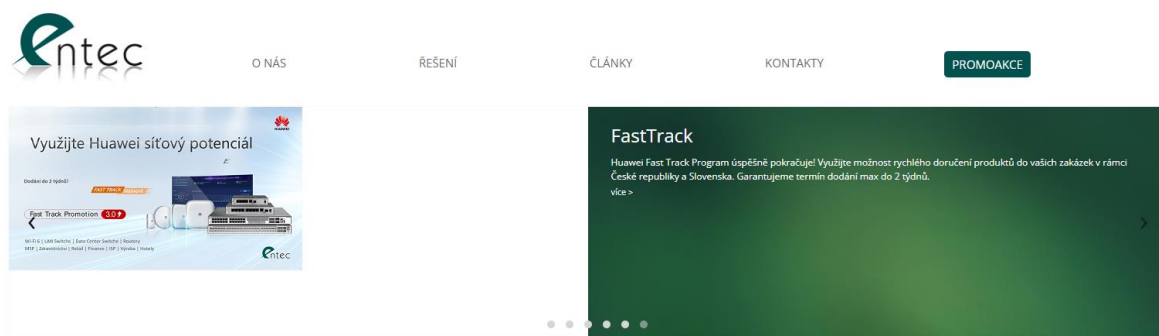 entec
O NÁS
ŘEŠENÍ
ČLÁNKY
KONTAKTY
PROMOAKCE
HUAWEI
Využijte Huawei síťový potenciál
Dodání do 2 týdnů!
FAST TRACK
Fast Track Promotion 3.0
Wi-Fi 6 | LAN Switche | Data Center Switche | Routery
MSP | Zdravotnictví | Retail | Finance | ISP | Výroba | Hotely
entec
FastTrack
Huawei Fast Track Program úspěšně pokračuje! Využijte možnost rychlého doručení produktů do vašich zakázek v rámci
České republiky a Slovenska. Garantujeme termín dodání max do 2 týdnů.
více >